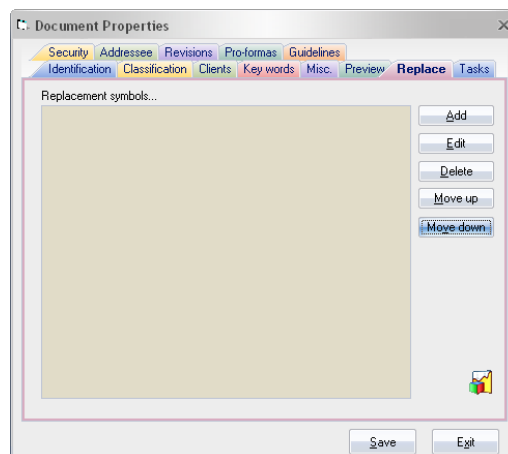 Document Properties
Security Addressee Revisions Pro-formas Guidelines
Identification Classification Clients Key words Misc. Preview Replace Tasks
Replacement symbols...
Add
Edit
Delete
Move up
Move down
Save Exit